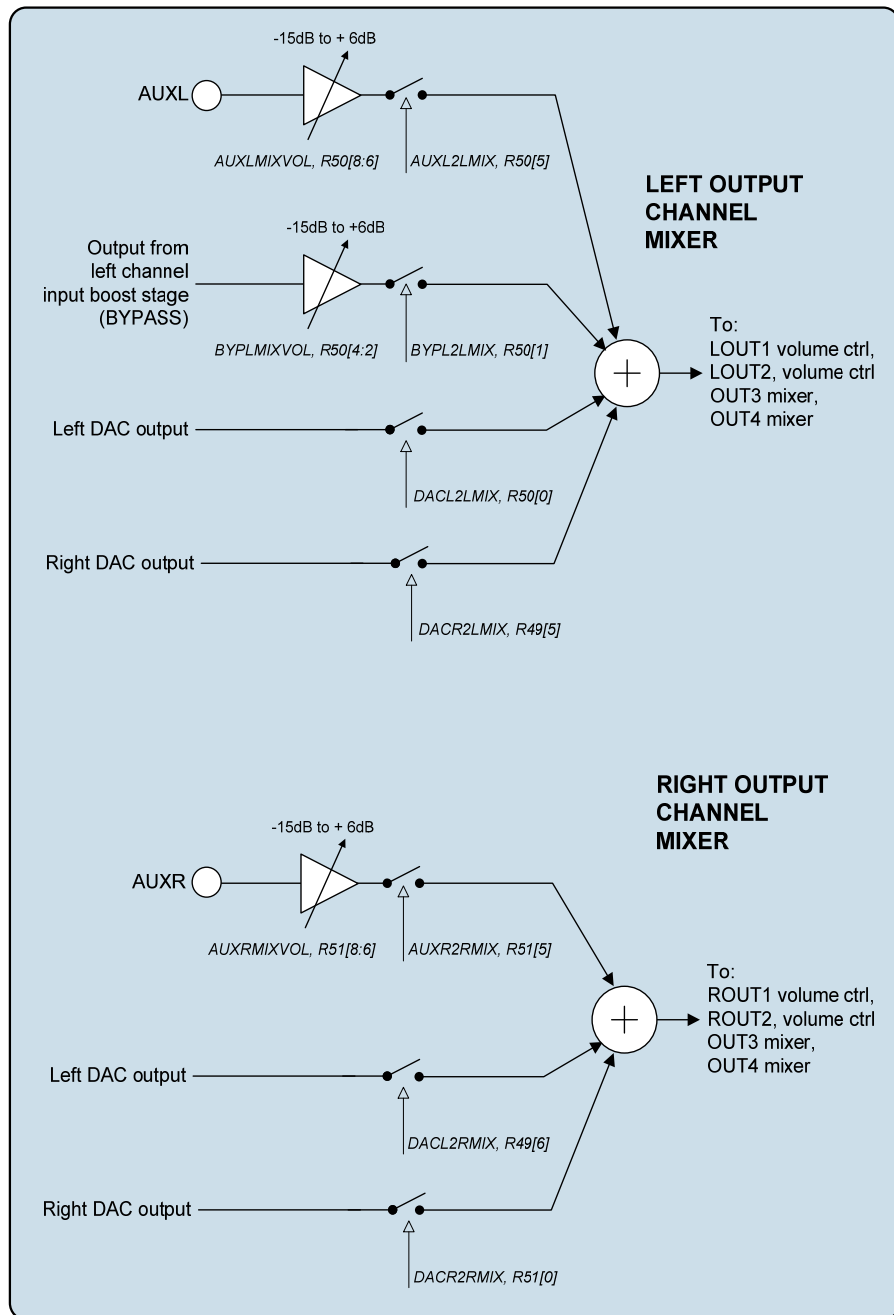 -15dB to + 6dB
AUXL
AUXLMIXVOL, R50[8:6]
AUXL2LMIX, R50[5]
LEFT OUTPUT
CHANNEL
MIXER
-15dB to +6dB
Output from
left channel
input boost stage
(BYPASS)
BYPLMIXVOL, R50[4:2]
BYPL2LMIX, R50[1]
To:
LOUT1 volume ctrl,
LOUT2, volume ctrl
OUT3 mixer,
OUT4 mixer
Left DAC output
DACL2LMIX, R50[0]
Right DAC output
DACR2LMIX, R49[5]
RIGHT OUTPUT
CHANNEL
MIXER
-15dB to + 6dB
AUXR
AUXRMIXVOL, R51[8:6]
AUXR2RMIX, R51[5]
To:
ROUT1 volume ctrl,
ROUT2, volume ctrl
OUT3 mixer,
OUT4 mixer
Left DAC output
DACL2RMIX, R49[6]
Right DAC output
DACR2RMIX, R51[0]